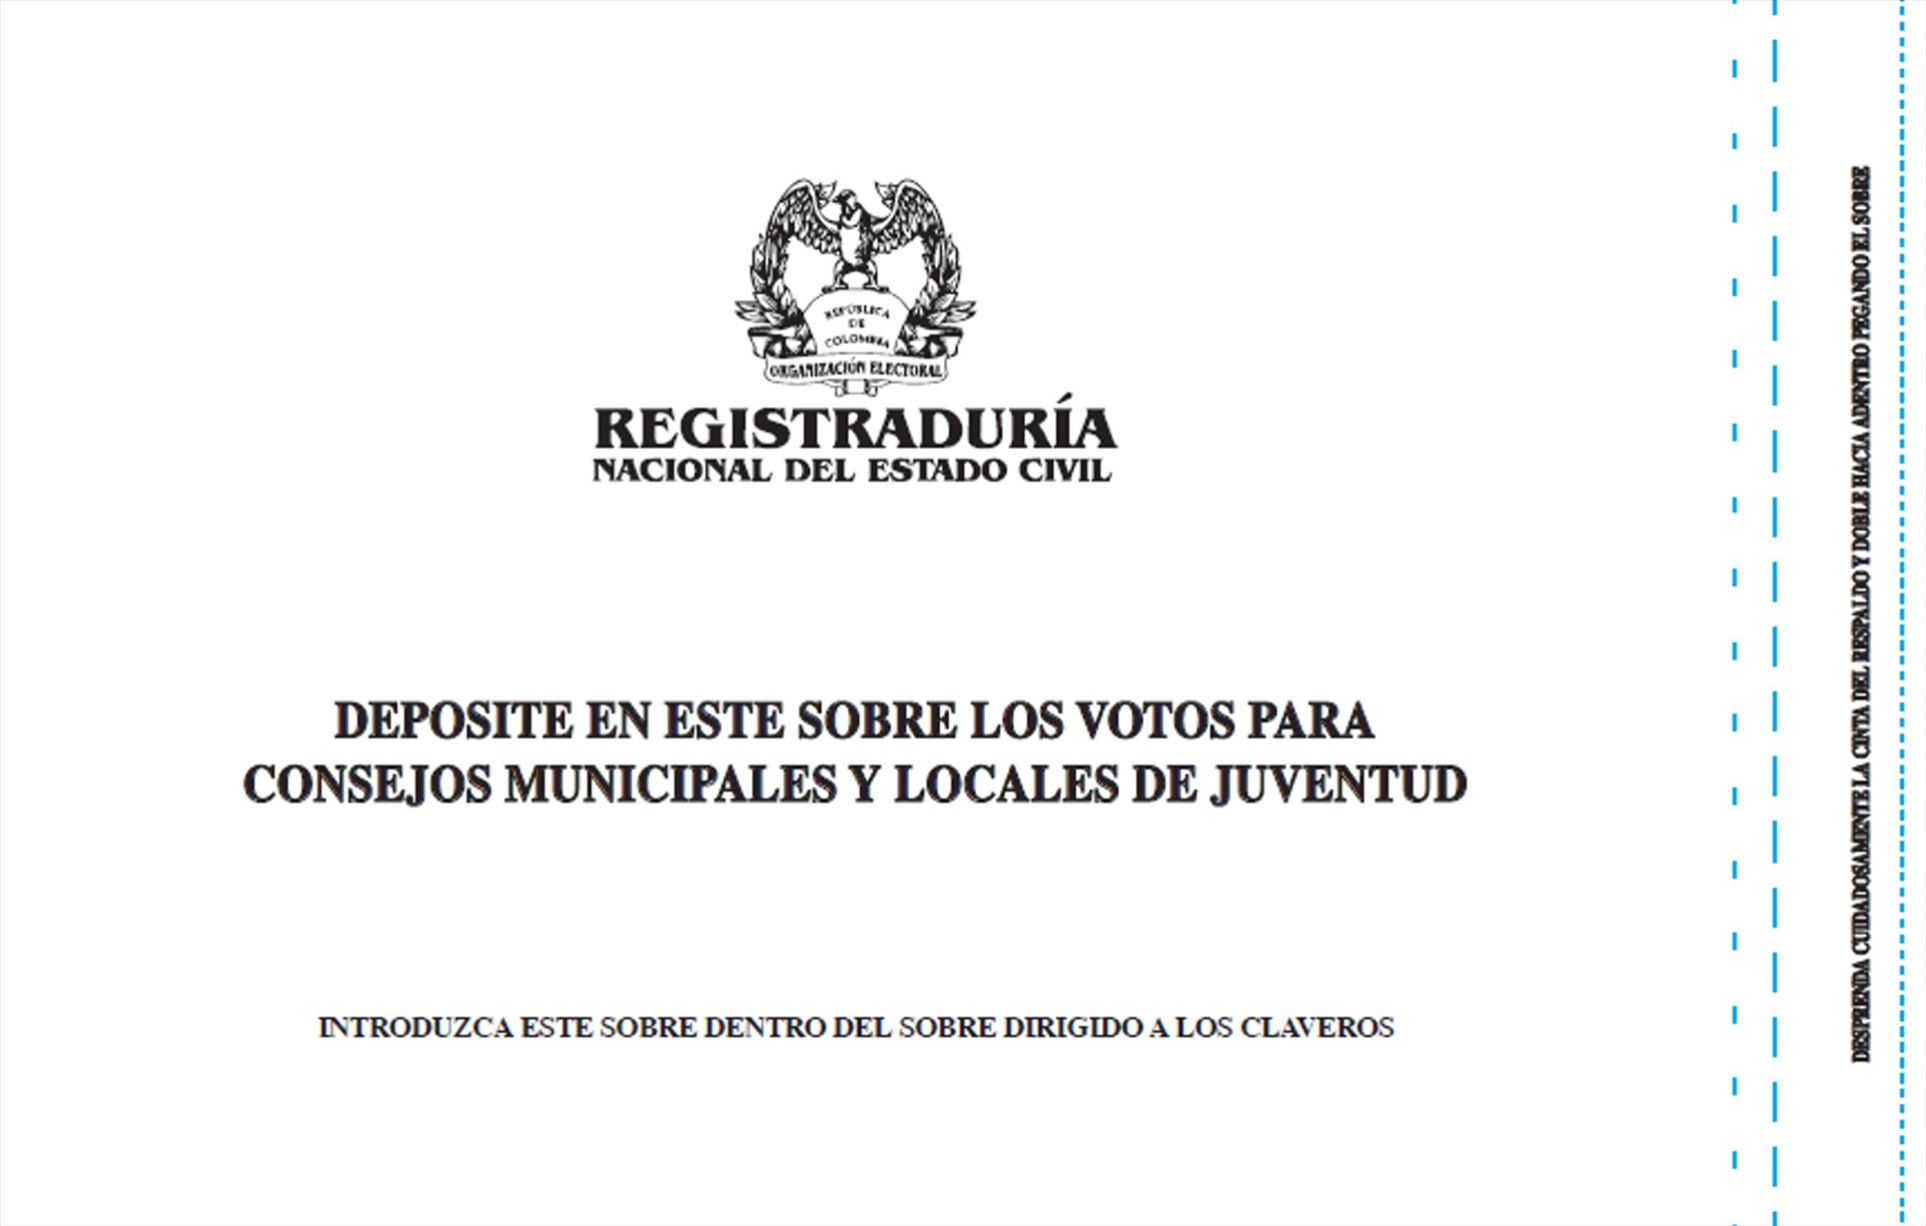 REPÚBLICA
DE
COLOMBIA
ORGANIZACIÓN ELECTORAL
REGISTRADURÍA
NACIONAL DEL ESTADO CIVIL
DEPOSITE EN ESTE SOBRE LOS VOTOS PARA
CONSEJOS MUNICIPALES Y LOCALES DE JUVENTUD
INTRODUZCA ESTE SOBRE DENTRO DEL SOBRE DIRIGIDO A LOS CLAVEROS
DESPRENDA CUIDADOSAMENTE LA CINTA DEL RESPALDO Y DOBLE HACIA ADENTRO PEGANDO EL SOBRE